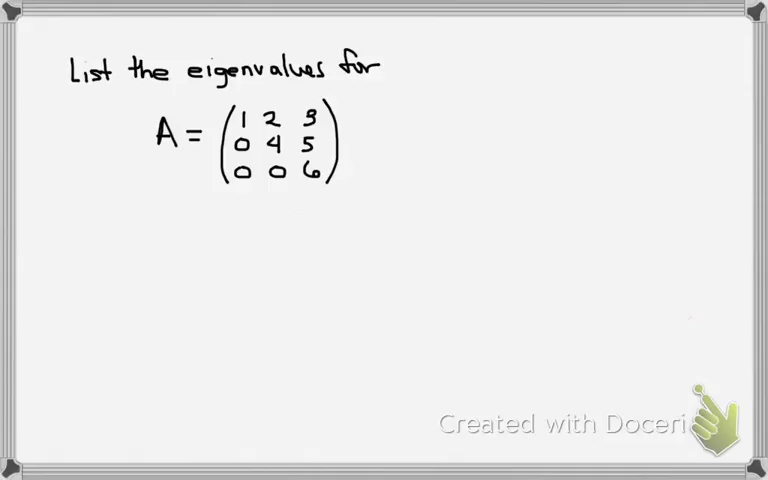 List the eigenvalues for
A = ( 1 2 3
0 4 5
0 0 6 )
Created with Doceri